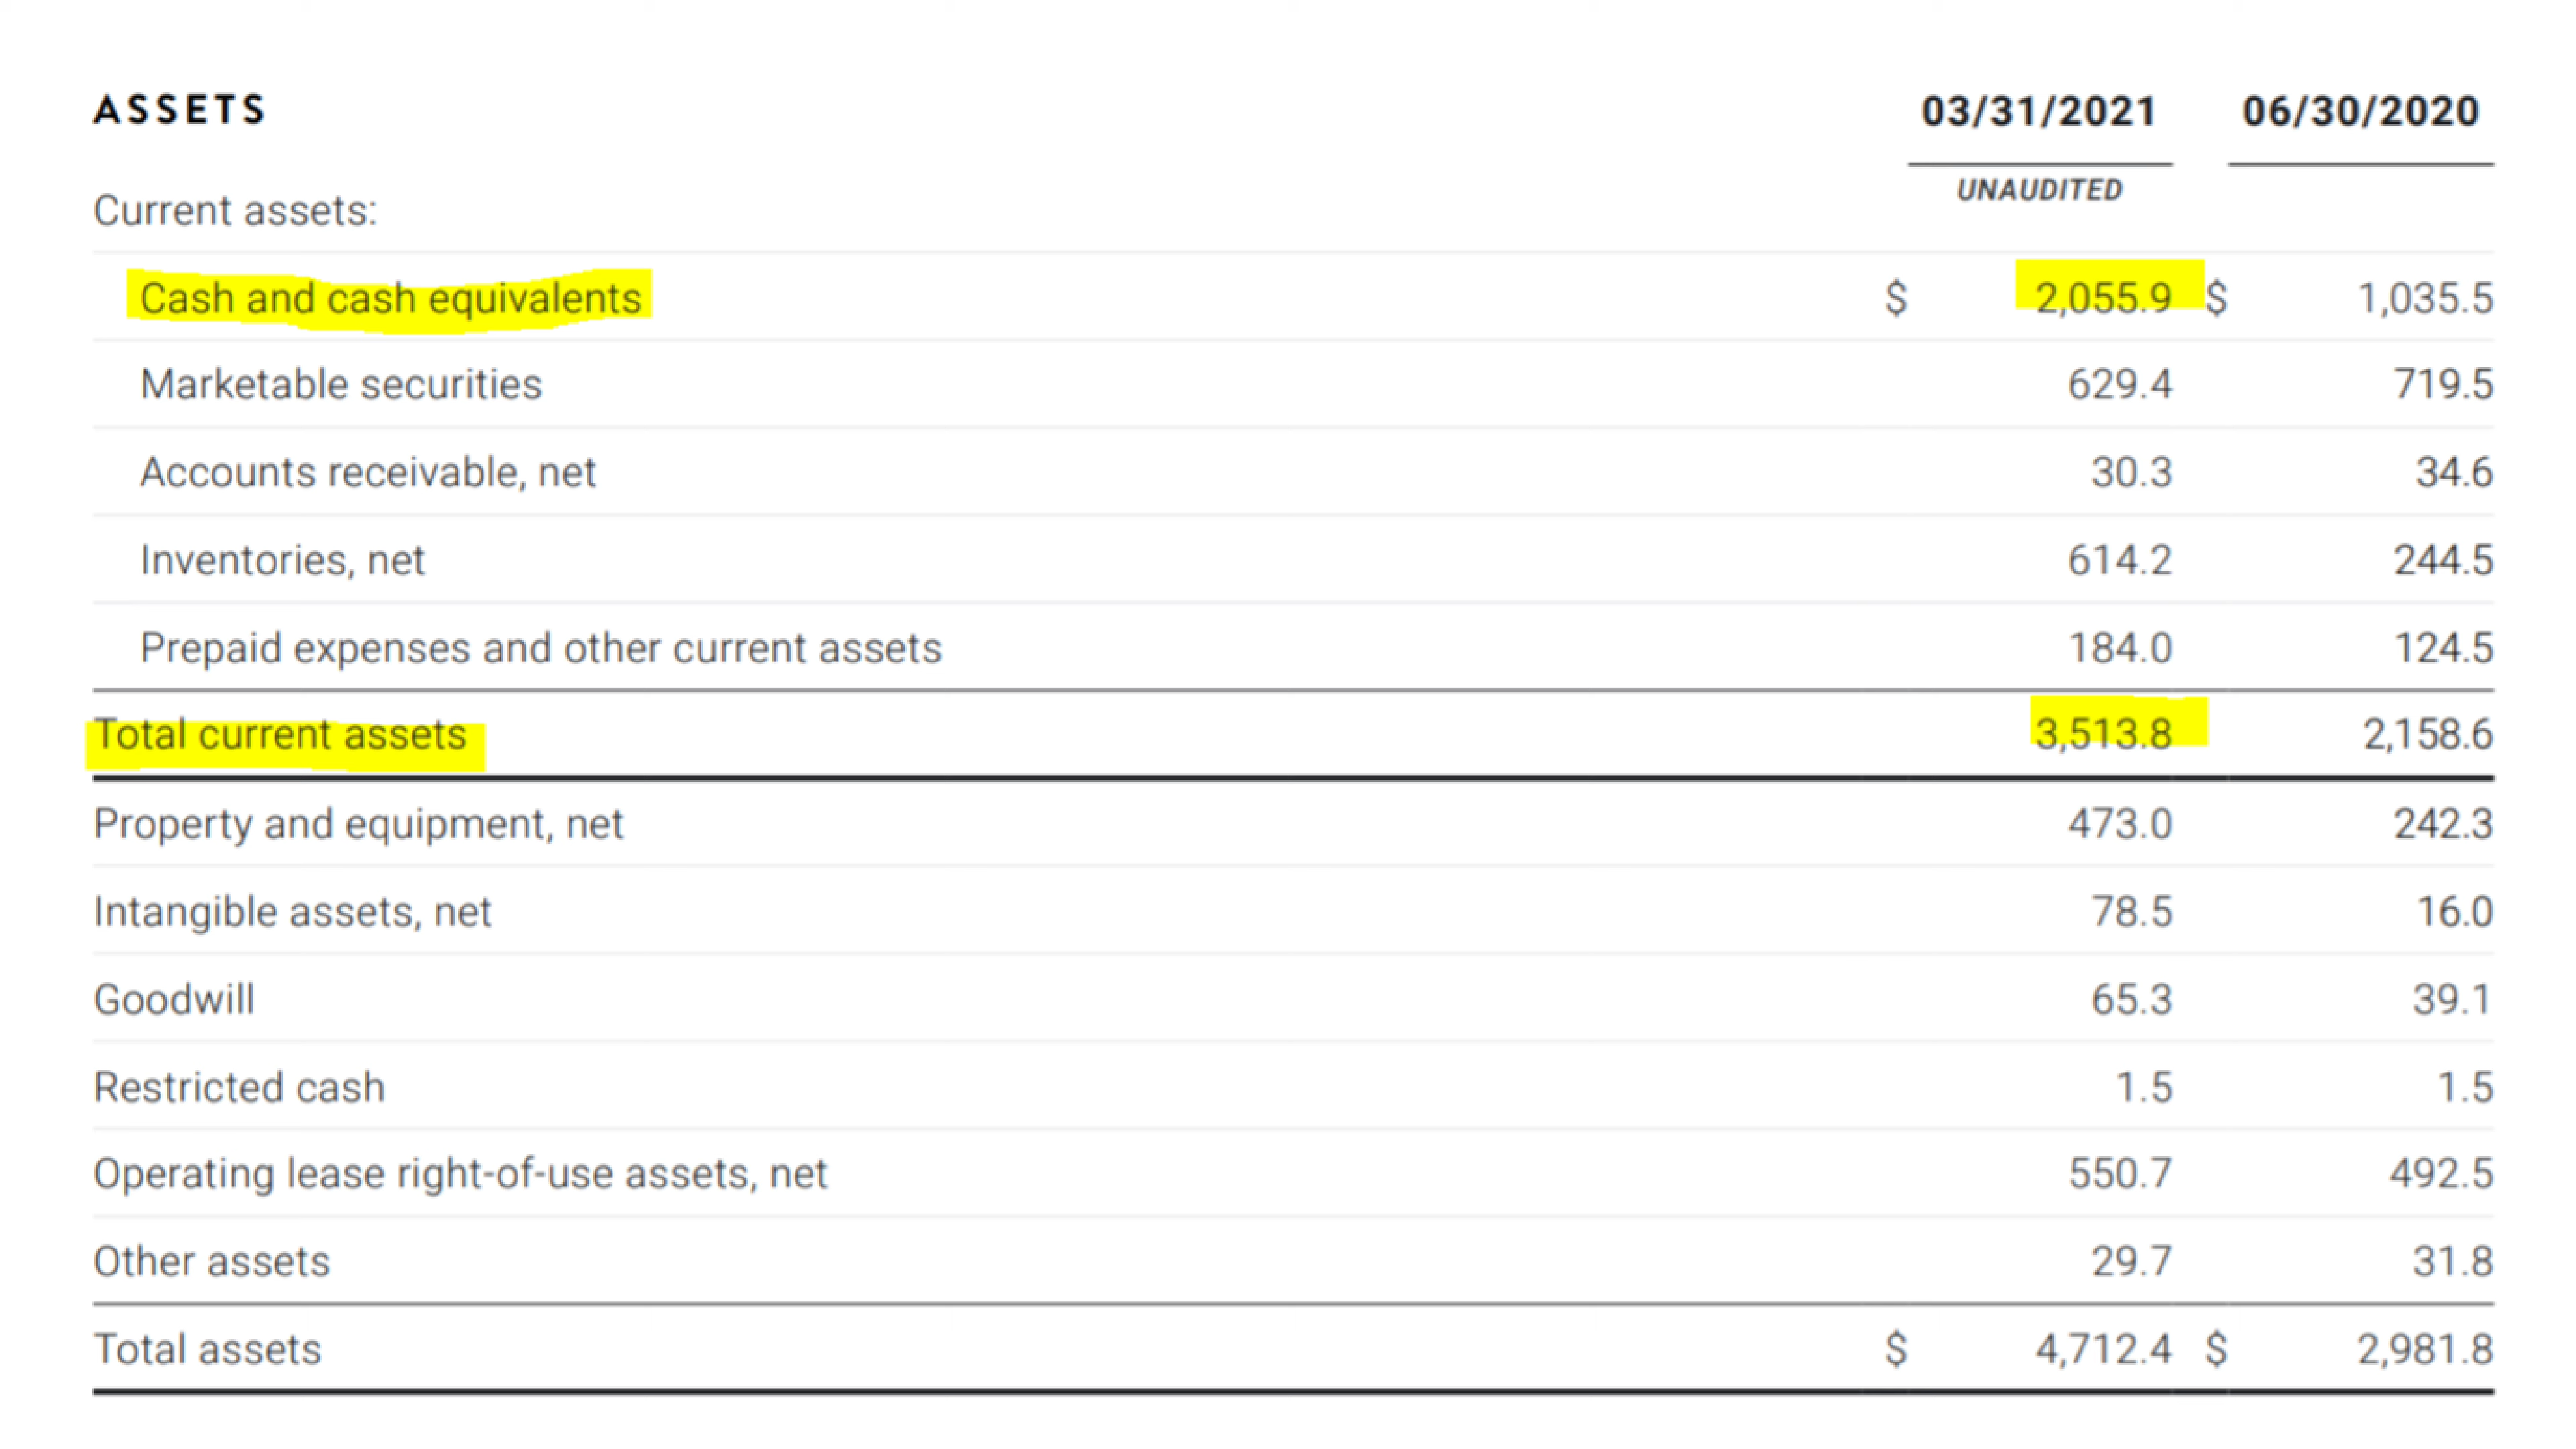 ASSETS 03/31/2021 06/30/2020
Current assets: UNAUDITED
Cash and cash equivalents $ 2,055.9 $ 1,035.5
Marketable securities 629.4 719.5
Accounts receivable, net 30.3 34.6
Inventories, net 614.2 244.5
Prepaid expenses and other current assets 184.0 124.5
Total current assets 3,513.8 2,158.6
Property and equipment, net 473.0 242.3
Intangible assets, net 78.5 16.0
Goodwill 65.3 39.1
Restricted cash 1.5 1.5
Operating lease right-of-use assets, net 550.7 492.5
Other assets 29.7 31.8
Total assets $ 4,712.4 $ 2,981.8